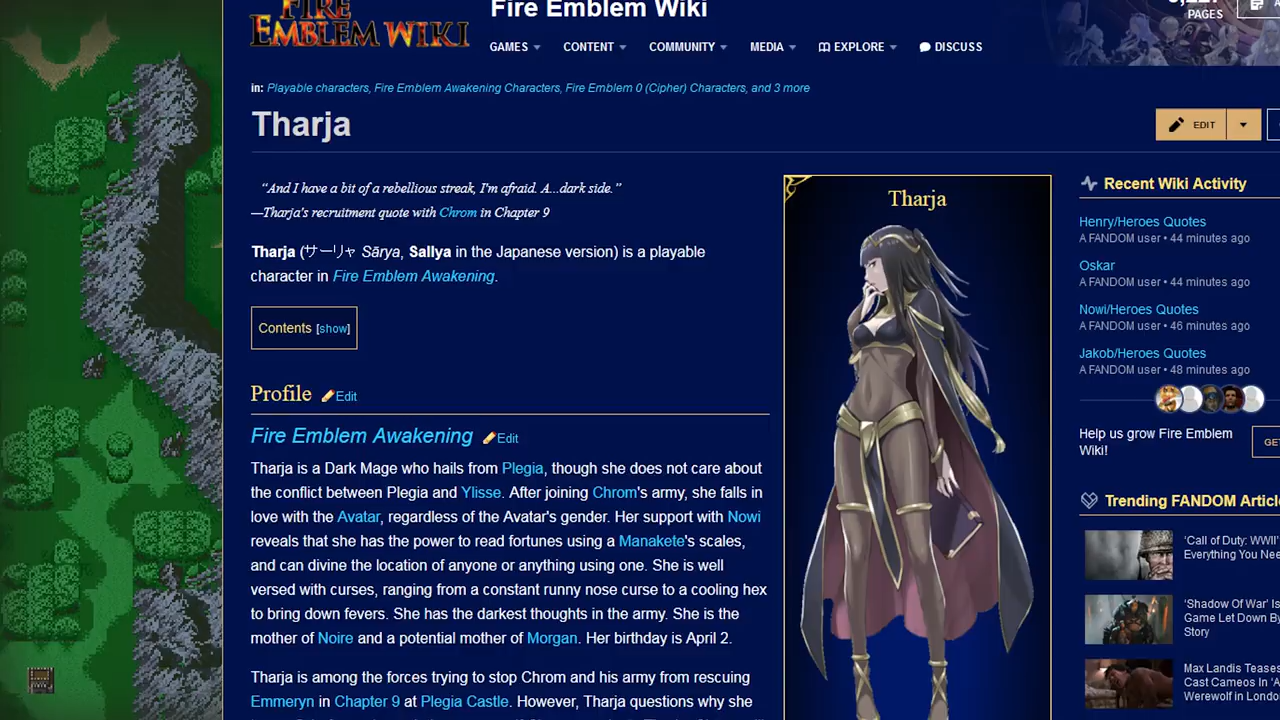 FIRE
EMBLEM WIKI
Fire Emblem Wiki
PAGES
GAMES
CONTENT
COMMUNITY
MEDIA
EXPLORE
DISCUSS
in: Playable characters, Fire Emblem Awakening Characters, Fire Emblem 0 (Cipher) Characters, and 3 more
Tharja
EDIT
“And I have a bit of a rebellious streak, I'm afraid. A...dark side.”
—Tharja's recruitment quote with Chrom in Chapter 9
Tharja (サーリャ Sārya, Sallya in the Japanese version) is a playable
character in Fire Emblem Awakening.
Contents [show]
Profile Edit
Fire Emblem Awakening Edit
Tharja is a Dark Mage who hails from Plegia, though she does not care about
the conflict between Plegia and Ylisse. After joining Chrom's army, she falls in
love with the Avatar, regardless of the Avatar's gender. Her support with Nowi
reveals that she has the power to read fortunes using a Manakete's scales,
and can divine the location of anyone or anything using one. She is well
versed with curses, ranging from a constant runny nose curse to a cooling hex
to bring down fevers. She has the darkest thoughts in the army. She is the
mother of Noire and a potential mother of Morgan. Her birthday is April 2.
Tharja is among the forces trying to stop Chrom and his army from rescuing
Emmeryn in Chapter 9 at Plegia Castle. However, Tharja questions why she
Tharja
Recent Wiki Activity
Henry/Heroes Quotes
A FANDOM user • 44 minutes ago
Oskar
A FANDOM user • 44 minutes ago
Nowi/Heroes Quotes
A FANDOM user • 46 minutes ago
Jakob/Heroes Quotes
A FANDOM user • 48 minutes ago
Help us grow Fire Emblem
Wiki!
GE
Trending FANDOM Articl
'Call of Duty: WWII'
Everything You Nee
'Shadow Of War' Is
Game Let Down By
Story
Max Landis Teases
Cast Cameos In 'A
Werewolf in Londo